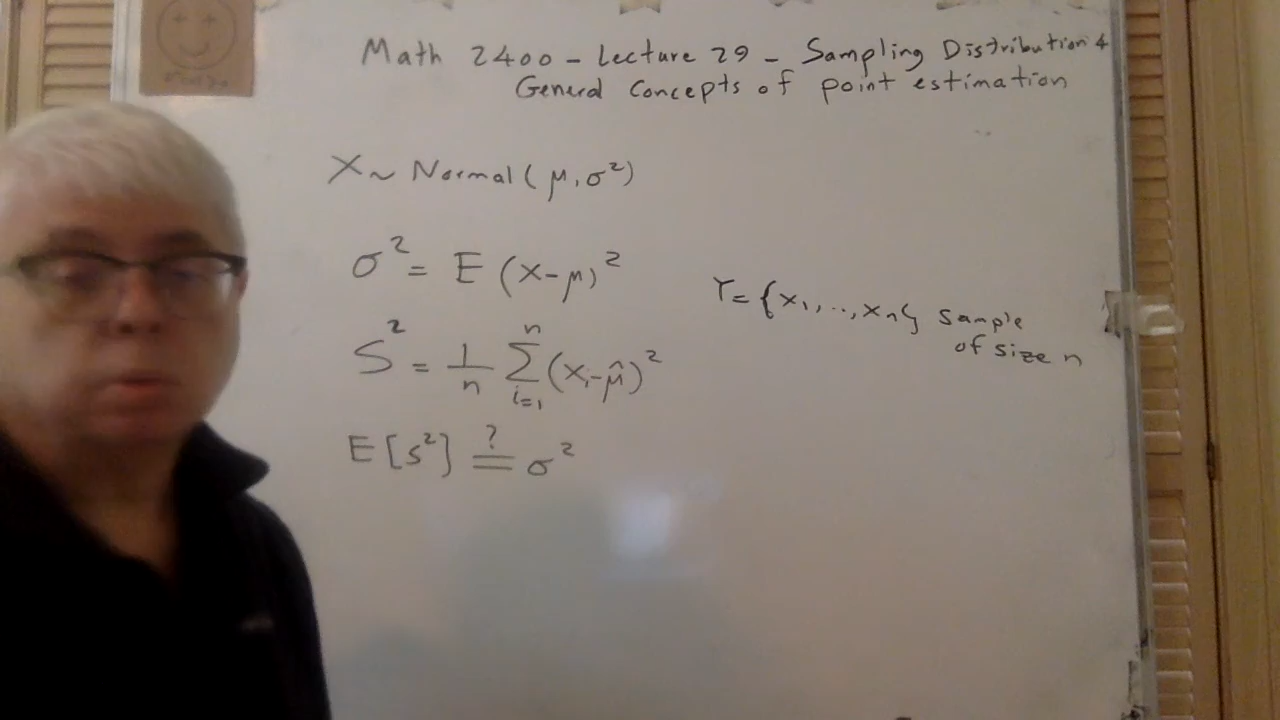 Math 2400 - Lecture 29 - Sampling Distribution 4
General Concepts of point estimation
X ~ Normal(μ, σ²)
σ² = E(X-μ)²
Y={x₁,..,xₙ} sample
of size n
S² = 1/n ∑ᵢ₌₁ⁿ (xᵢ-μ̂)²
E[s²] ≟ σ²